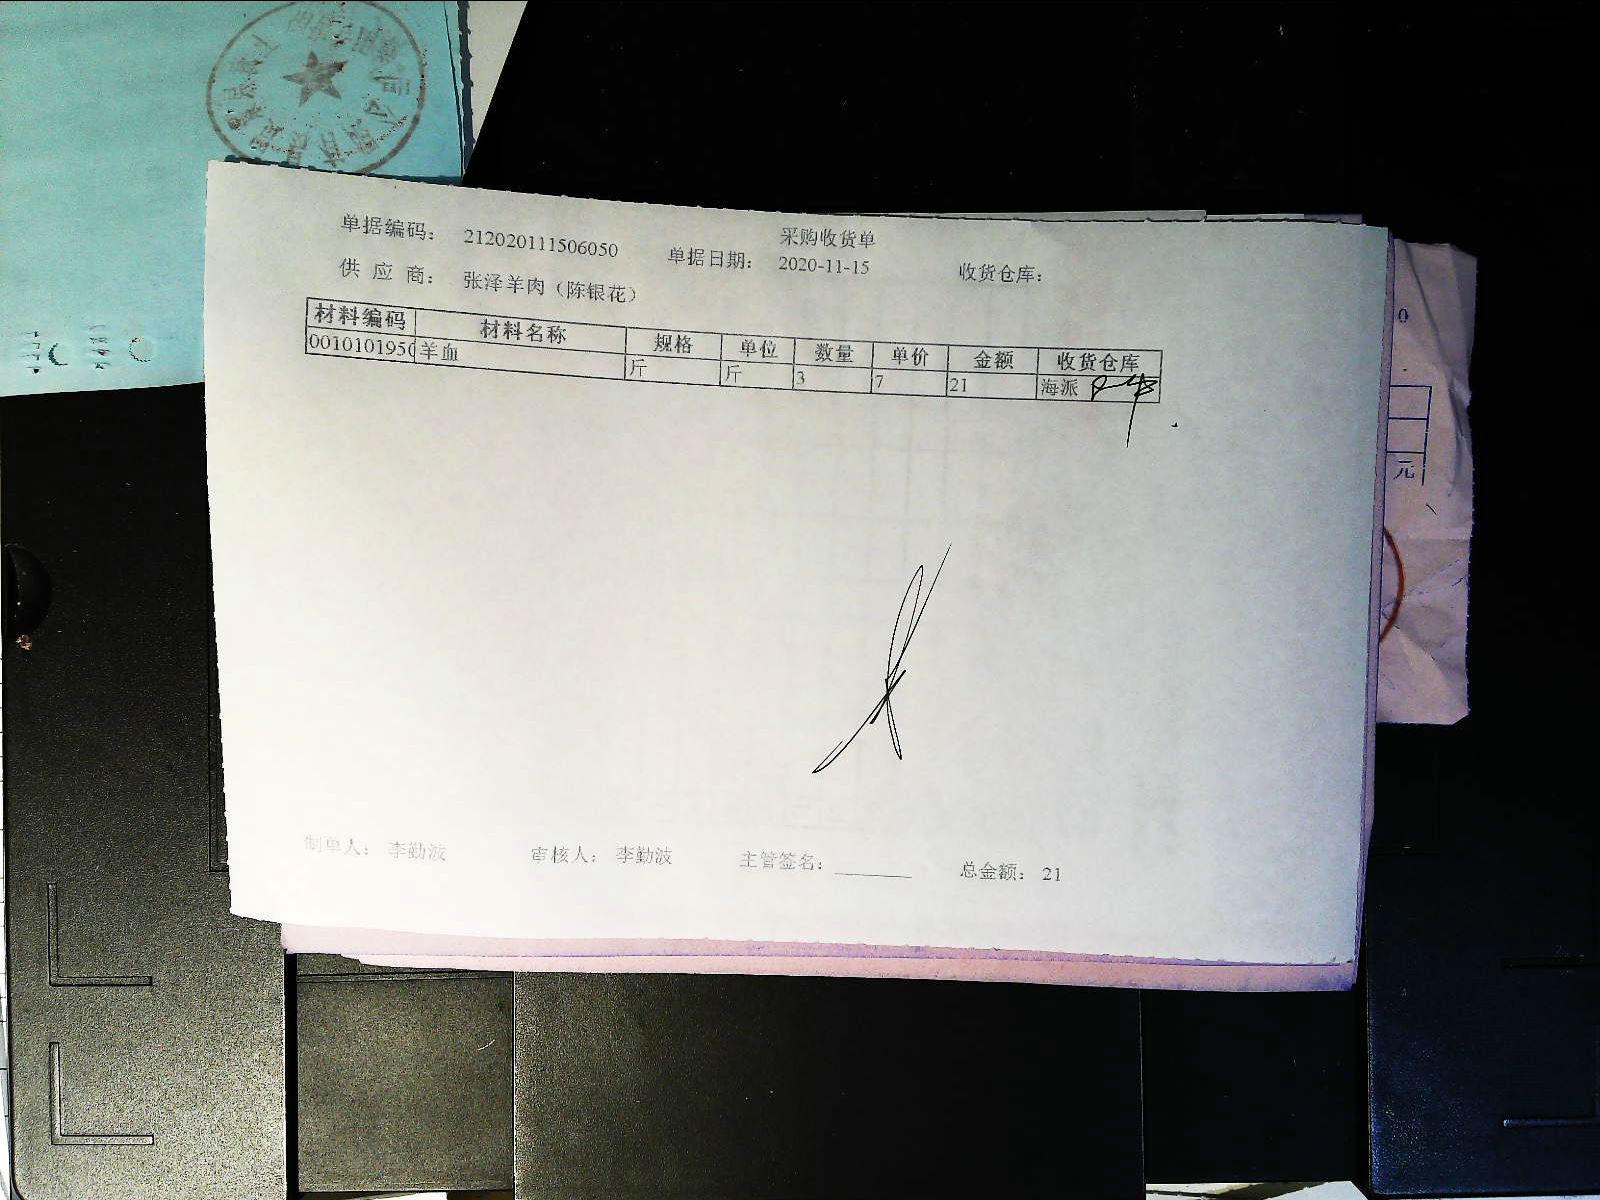 采购收货单
单据编码： 212020111506050 单据日期： 2020-11-15 收货仓库：
供 应 商： 张泽羊肉（陈银花）
材料编码 材料名称 规格 单位 数量 单价 金额 收货仓库
0010101950 羊血 斤 斤 3 7 21 海派
制单人： 李勤波 审核人： 李勤波 主管签名： 总金额： 21
0
元